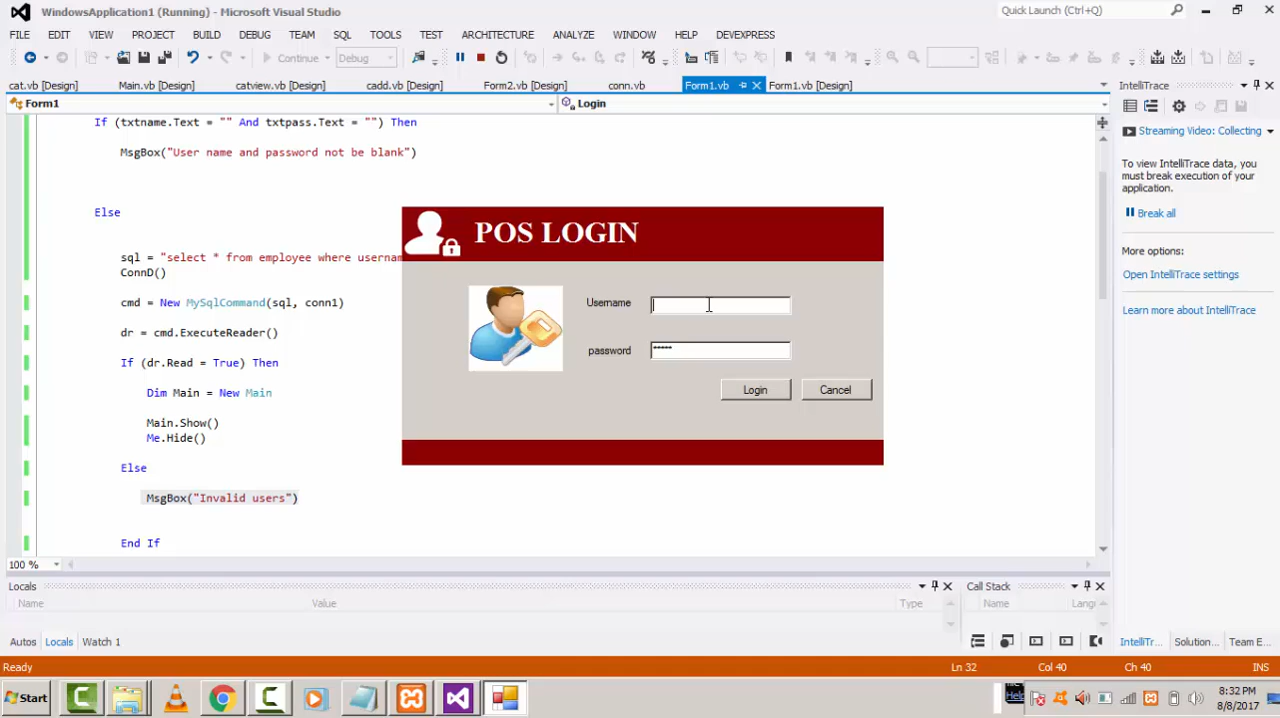 WindowsApplication1 (Running) - Microsoft Visual Studio
Quick Launch (Ctrl+Q)
FILE EDIT VIEW PROJECT BUILD DEBUG TEAM SQL TOOLS TEST ARCHITECTURE ANALYZE WINDOW HELP DEVEXPRESS
Continue Debug
cat.vb [Design] Main.vb [Design] catview.vb [Design] cadd.vb [Design] Form2.vb [Design] conn.vb Form1.vb Form1.vb [Design]
IntelliTrace
Form1 Login
If (txtname.Text = "" And txtpass.Text = "") Then
MsgBox("User name and password not be blank")
Else
sql = "select * from employee where userna
ConnD()
cmd = New MySqlCommand(sql, conn1)
dr = cmd.ExecuteReader()
If (dr.Read = True) Then
Dim Main = New Main
Main.Show()
Me.Hide()
Else
MsgBox("Invalid users")
End If
POS LOGIN
Username
password *****
Login Cancel
Streaming Video: Collecting
To view IntelliTrace data, you
must break execution of your
application.
Break all
More options:
Open IntelliTrace settings
Learn more about IntelliTrace
100 %
Locals
Name Value Type
Call Stack
Name Lang
Autos Locals Watch 1
IntelliTr... Solution... Team E...
Ready Ln 32 Col 40 Ch 40 INS
Start
Help
8:32 PM
8/8/2017